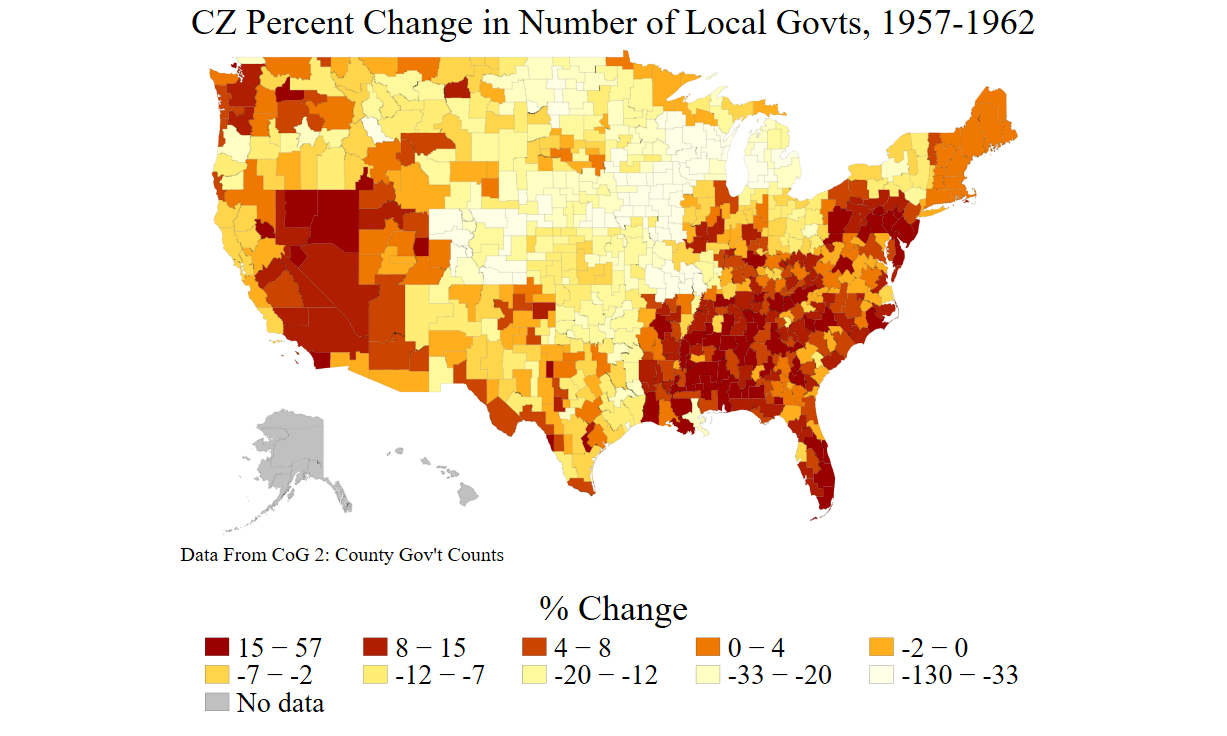 CZ Percent Change in Number of Local Govts, 1957-1962
Data From CoG 2: County Gov't Counts
% Change
15 − 57 8 − 15 4 − 8 0 − 4 -2 − 0
-7 − -2 -12 − -7 -20 − -12 -33 − -20 -130 − -33
No data